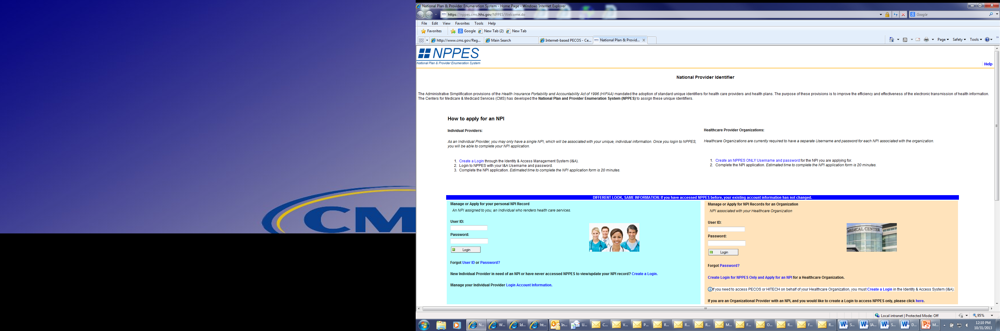 National Plan & Provider Enumeration System - Home Page - Windows Internet Explorer
https://nppes.cms.hhs.gov/NPPES/Welcome.do
Google
File Edit View Favorites Tools Help
Favorites Google New Tab (2) New Tab
http://www.cms.gov/Reg... Main Search Internet-based PECOS - Ce... National Plan & Provid... Page Safety Tools
NPPES
National Plan & Provider Enumeration System
Help
National Provider Identifier
The Administrative Simplification provisions of the Health Insurance Portability and Accountability Act of 1996 (HIPAA) mandated the adoption of standard unique identifiers for health care providers and health plans. The purpose of these provisions is to improve the efficiency and effectiveness of the electronic transmission of health information.
The Centers for Medicare & Medicaid Services (CMS) has developed the National Plan and Provider Enumeration System (NPPES) to assign these unique identifiers.
How to apply for an NPI
Individual Providers:
As an Individual Provider, you may only have a single NPI, which will be associated with your unique, individual information. Once you login to NPPES,
you will be able to complete your NPI application.
1. Create a Login through the Identity & Access Management System (I&A).
2. Login to NPPES with your I&A Username and password.
3. Complete the NPI application. Estimated time to complete the NPI application form is 20 minutes.
Healthcare Provider Organizations:
Healthcare Organizations are currently required to have a separate Username and password for each NPI associated with the organization.
1. Create an NPPES ONLY Username and password for the NPI you are applying for.
2. Complete the NPI application. Estimated time to complete the NPI application form is 20 minutes.
DIFFERENT LOOK, SAME INFORMATION: If you have accessed NPPES before, your existing account information has not changed.
Manage or Apply for your personal NPI Record
An NPI assigned to you, an Individual who renders health care services.
User ID:
Password:
Login
Forgot User ID or Password?
New Individual Provider in need of an NPI or have never accessed NPPES to view/update your NPI record? Create a Login.
Manage your Individual Provider Login Account Information.
Manage or Apply for NPI Records for an Organization
NPI associated with your Healthcare Organization
User ID:
MEDICAL CENTER
Password:
Login
Forgot Password?
Create Login for NPPES Only and Apply for an NPI for a Healthcare Organization.
If you need to access PECOS or HITECH on behalf of your Healthcare Organization, you must Create a Login in the Identity & Access System (I&A).
If you are an Organizational Provider with an NPI, and you would like to create a Login to access NPPES only, please click here.
CM
Local intranet | Protected Mode: Off 95%
N... W... Id... ht... In... U... C... V... P... R... R... R... M... F... O... R... F... R... S... IA... S... D... M... 12:10 PM
10/31/2013